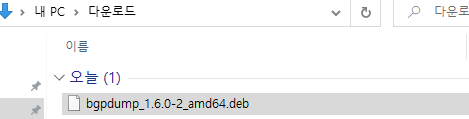 내 PC > 다운로드
다운로
이름
오늘 (1)
bgpdump_1.6.0-2_amd64.deb